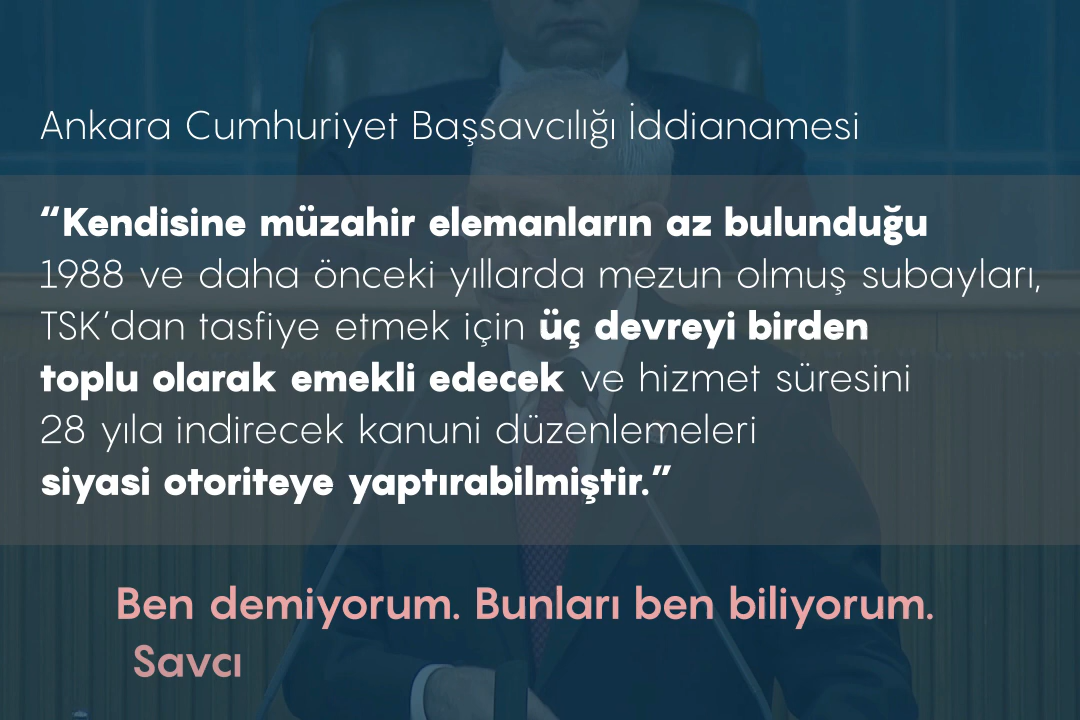 Ankara Cumhuriyet Başsavcılığı İddianamesi
“Kendisine müzahir elemanların az bulunduğu
1988 ve daha önceki yıllarda mezun olmuş subayları,
TSK’dan tasfiye etmek için üç devreyi birden
toplu olarak emekli edecek ve hizmet süresini
28 yıla indirecek kanuni düzenlemeleri
siyasi otoriteye yaptırabilmiştir.”
Ben demiyorum. Bunları ben biliyorum.
Savcı